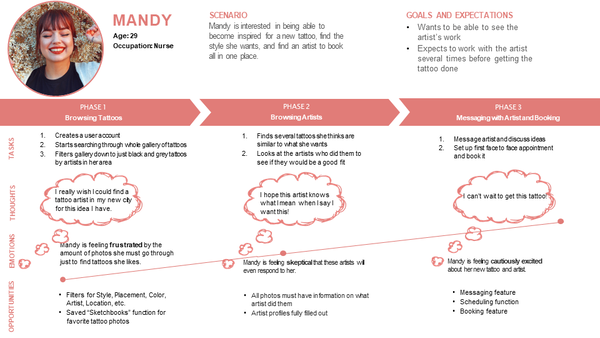 MANDY
Age: 29
Occupation: Nurse
SCENARIO
Mandy is interested in being able to
become inspired for a new tattoo, find the
style she wants, and find an artist to book
all in one place.
GOALS AND EXPECTATIONS
• Wants to be able to see the
artist's work
• Expects to work with the artist
several times before getting the
tattoo done
PHASE 1
Browsing Tattoos
PHASE 2
Browsing Artists
PHASE 3
Messaging with Artist and Booking
TASKS
1. Creates a user account
2. Starts searching through whole gallery of tattoos
3. Filters gallery down to just black and grey tattoos
by artists in her area
1. Finds several tattoos she thinks are
similar to what she wants
2. Looks at the artists who did them to
see if they would be a good fit
1. Message artist and discuss ideas
2. Set up first face to face appointment
and book it
THOUGHTS
I really wish I could find a
tattoo artist in my new city
for this idea I have.
I hope this artist knows
what I mean when I say I
want this!
I can't wait to get this tattoo!
EMOTIONS
Mandy is feeling frustrated by the
amount of photos she must go through
just to find tattoos she likes.
Mandy is feeling skeptical that these artists will
even respond to her.
Mandy is feeling cautiously excited
about her new tattoo and artist.
OPPORTUNITIES
• Filters for Style, Placement, Color,
Artist, Location, etc.
• Saved "Sketchbooks" function for
favorite tattoo photos
• All photos must have information on what
artist did them
• Artist profiles fully filled out
• Messaging feature
• Scheduling function
• Booking feature